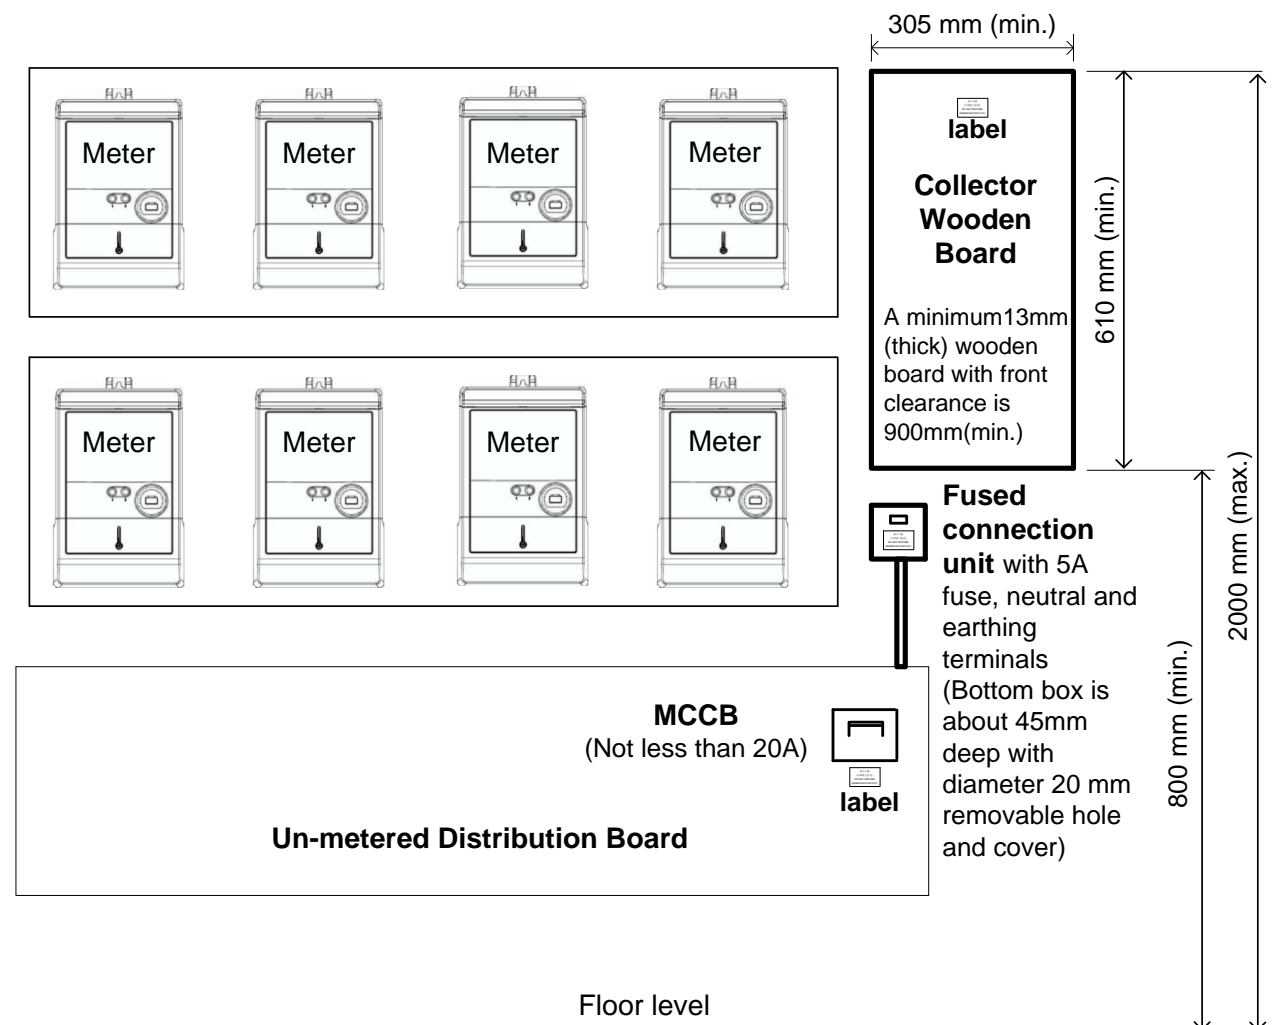 305 mm (min.)
Meter
Meter
Meter
Meter
label
Collector
Wooden
Board
A minimum13mm
(thick) wooden
board with front
clearance is
900mm(min.)
610 mm (min.)
2000 mm (max.)
Meter
Meter
Meter
Meter
Fused
connection
unit with 5A
fuse, neutral and
earthing
terminals
(Bottom box is
about 45mm
deep with
diameter 20 mm
removable hole
and cover)
800 mm (min.)
MCCB
(Not less than 20A)
label
Un-metered Distribution Board
Floor level